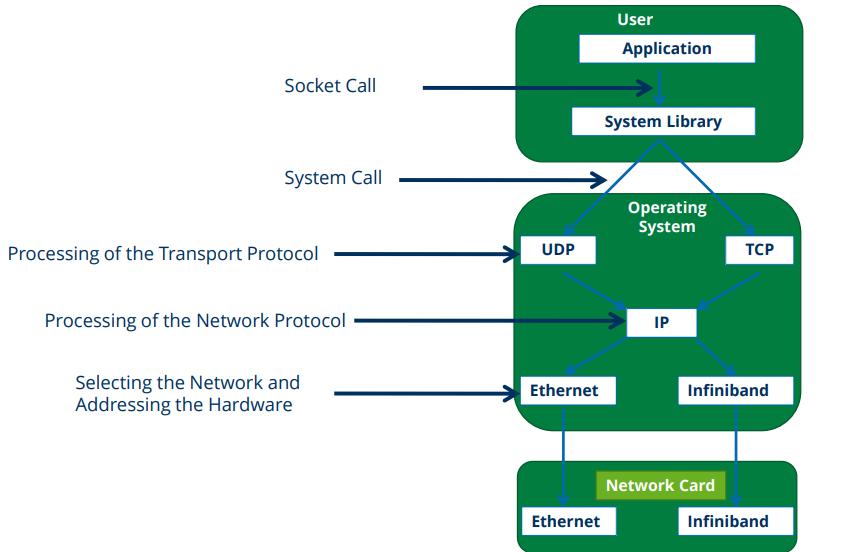 User
Application
Socket Call
System Library
System Call
Operating
System
UDP
TCP
Processing of the Transport Protocol
Processing of the Network Protocol
IP
Selecting the Network and
Addressing the Hardware
Ethernet
Infiniband
Network Card
Ethernet
Infiniband